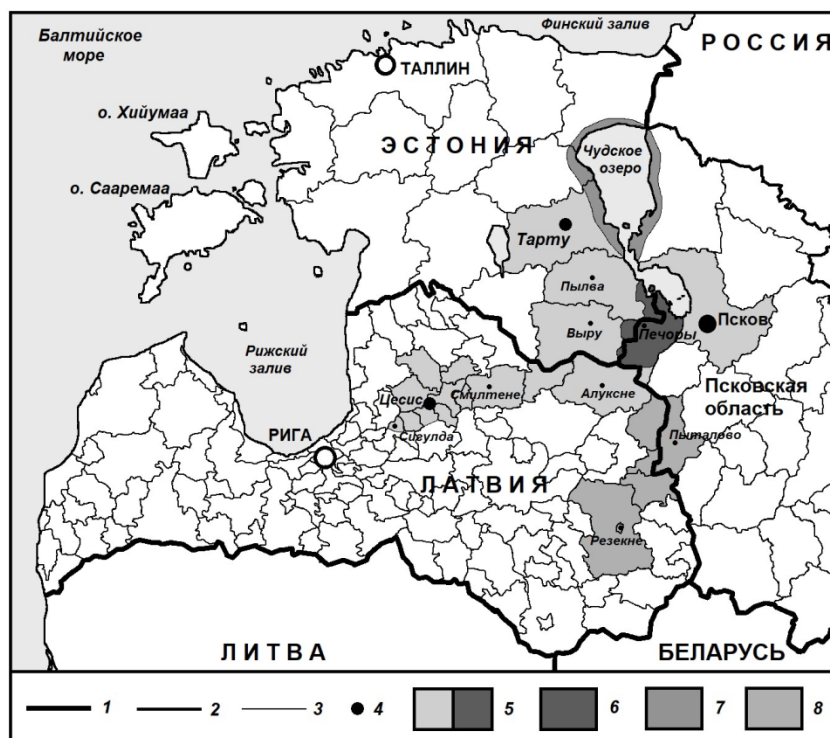 Финский залив
Балтийское
море
РОССИЯ
ТАЛЛИН
о. Хийумаа
ЭСТОНИЯ
Чудское
озеро
о. Сааремаа
Тарту
Пылва
Псков
Выру
Печоры
Рижский
залив
Псковская
область
Цесис
Смилтене
Алуксне
Сигулда
Пыталово
РИГА
ЛАТВИЯ
Резекне
ЛИТВА
БЕЛАРУСЬ
1 2 3 4 5 6 7 8